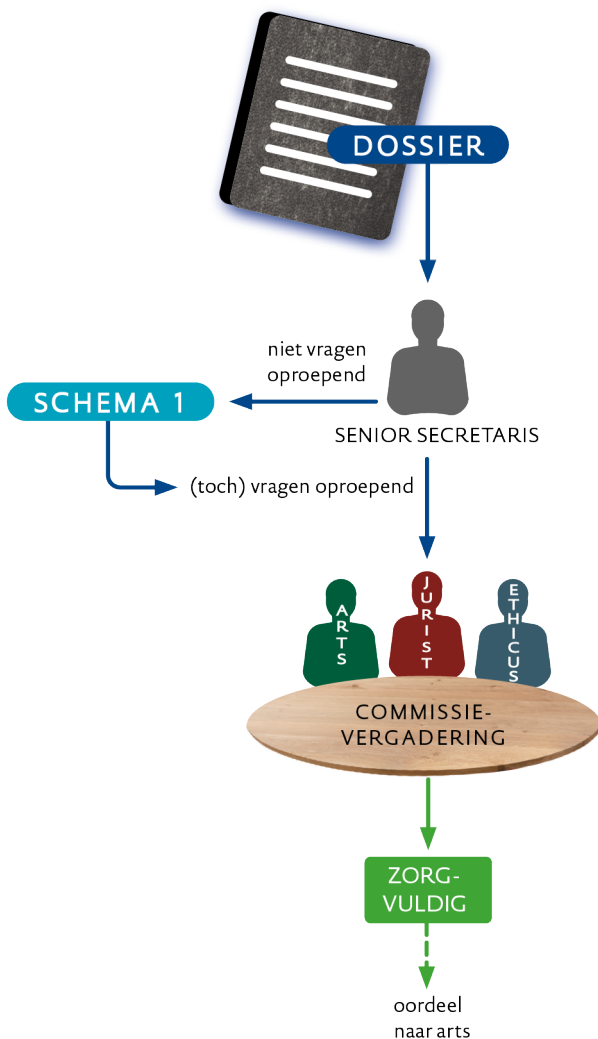 DOSSIER
niet vragen
oproepend
SCHEMA 1
SENIOR SECRETARIS
(toch) vragen oproepend
ARTS
JURIST
ETHICUS
COMMISSIE-
VERGADERING
ZORG-
VULDIG
oordeel
naar arts